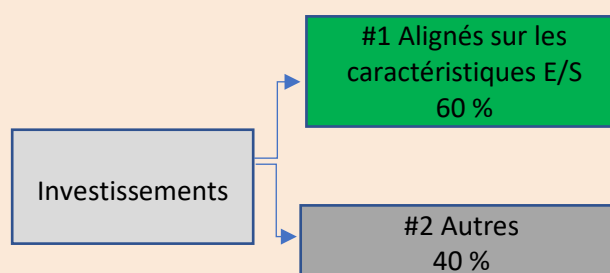 #1 Alignés sur les
caractéristiques E/S
60 %
Investissements
#2 Autres
40 %